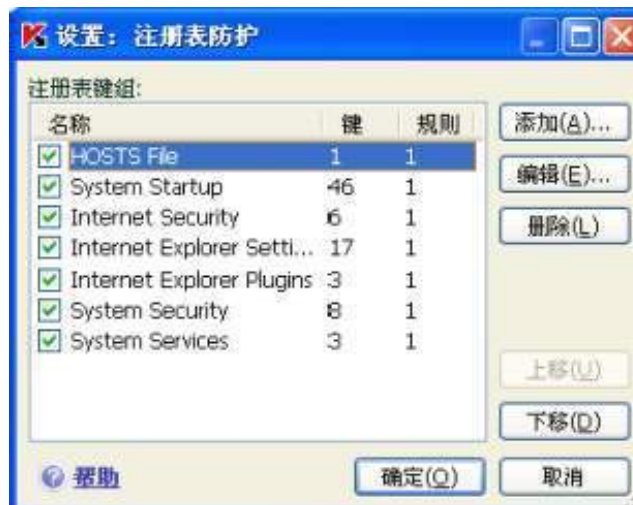 设置：注册表防护
注册表键组:
名称 键 规则
HOSTS File 1 1
System Startup 46 1
Internet Security 6 1
Internet Explorer Setti... 17 1
Internet Explorer Plugins 3 1
System Security 8 1
System Services 3 1
添加(A)...
编辑(E)...
删除(L)
上移(U)
下移(D)
帮助
确定(O)
取消